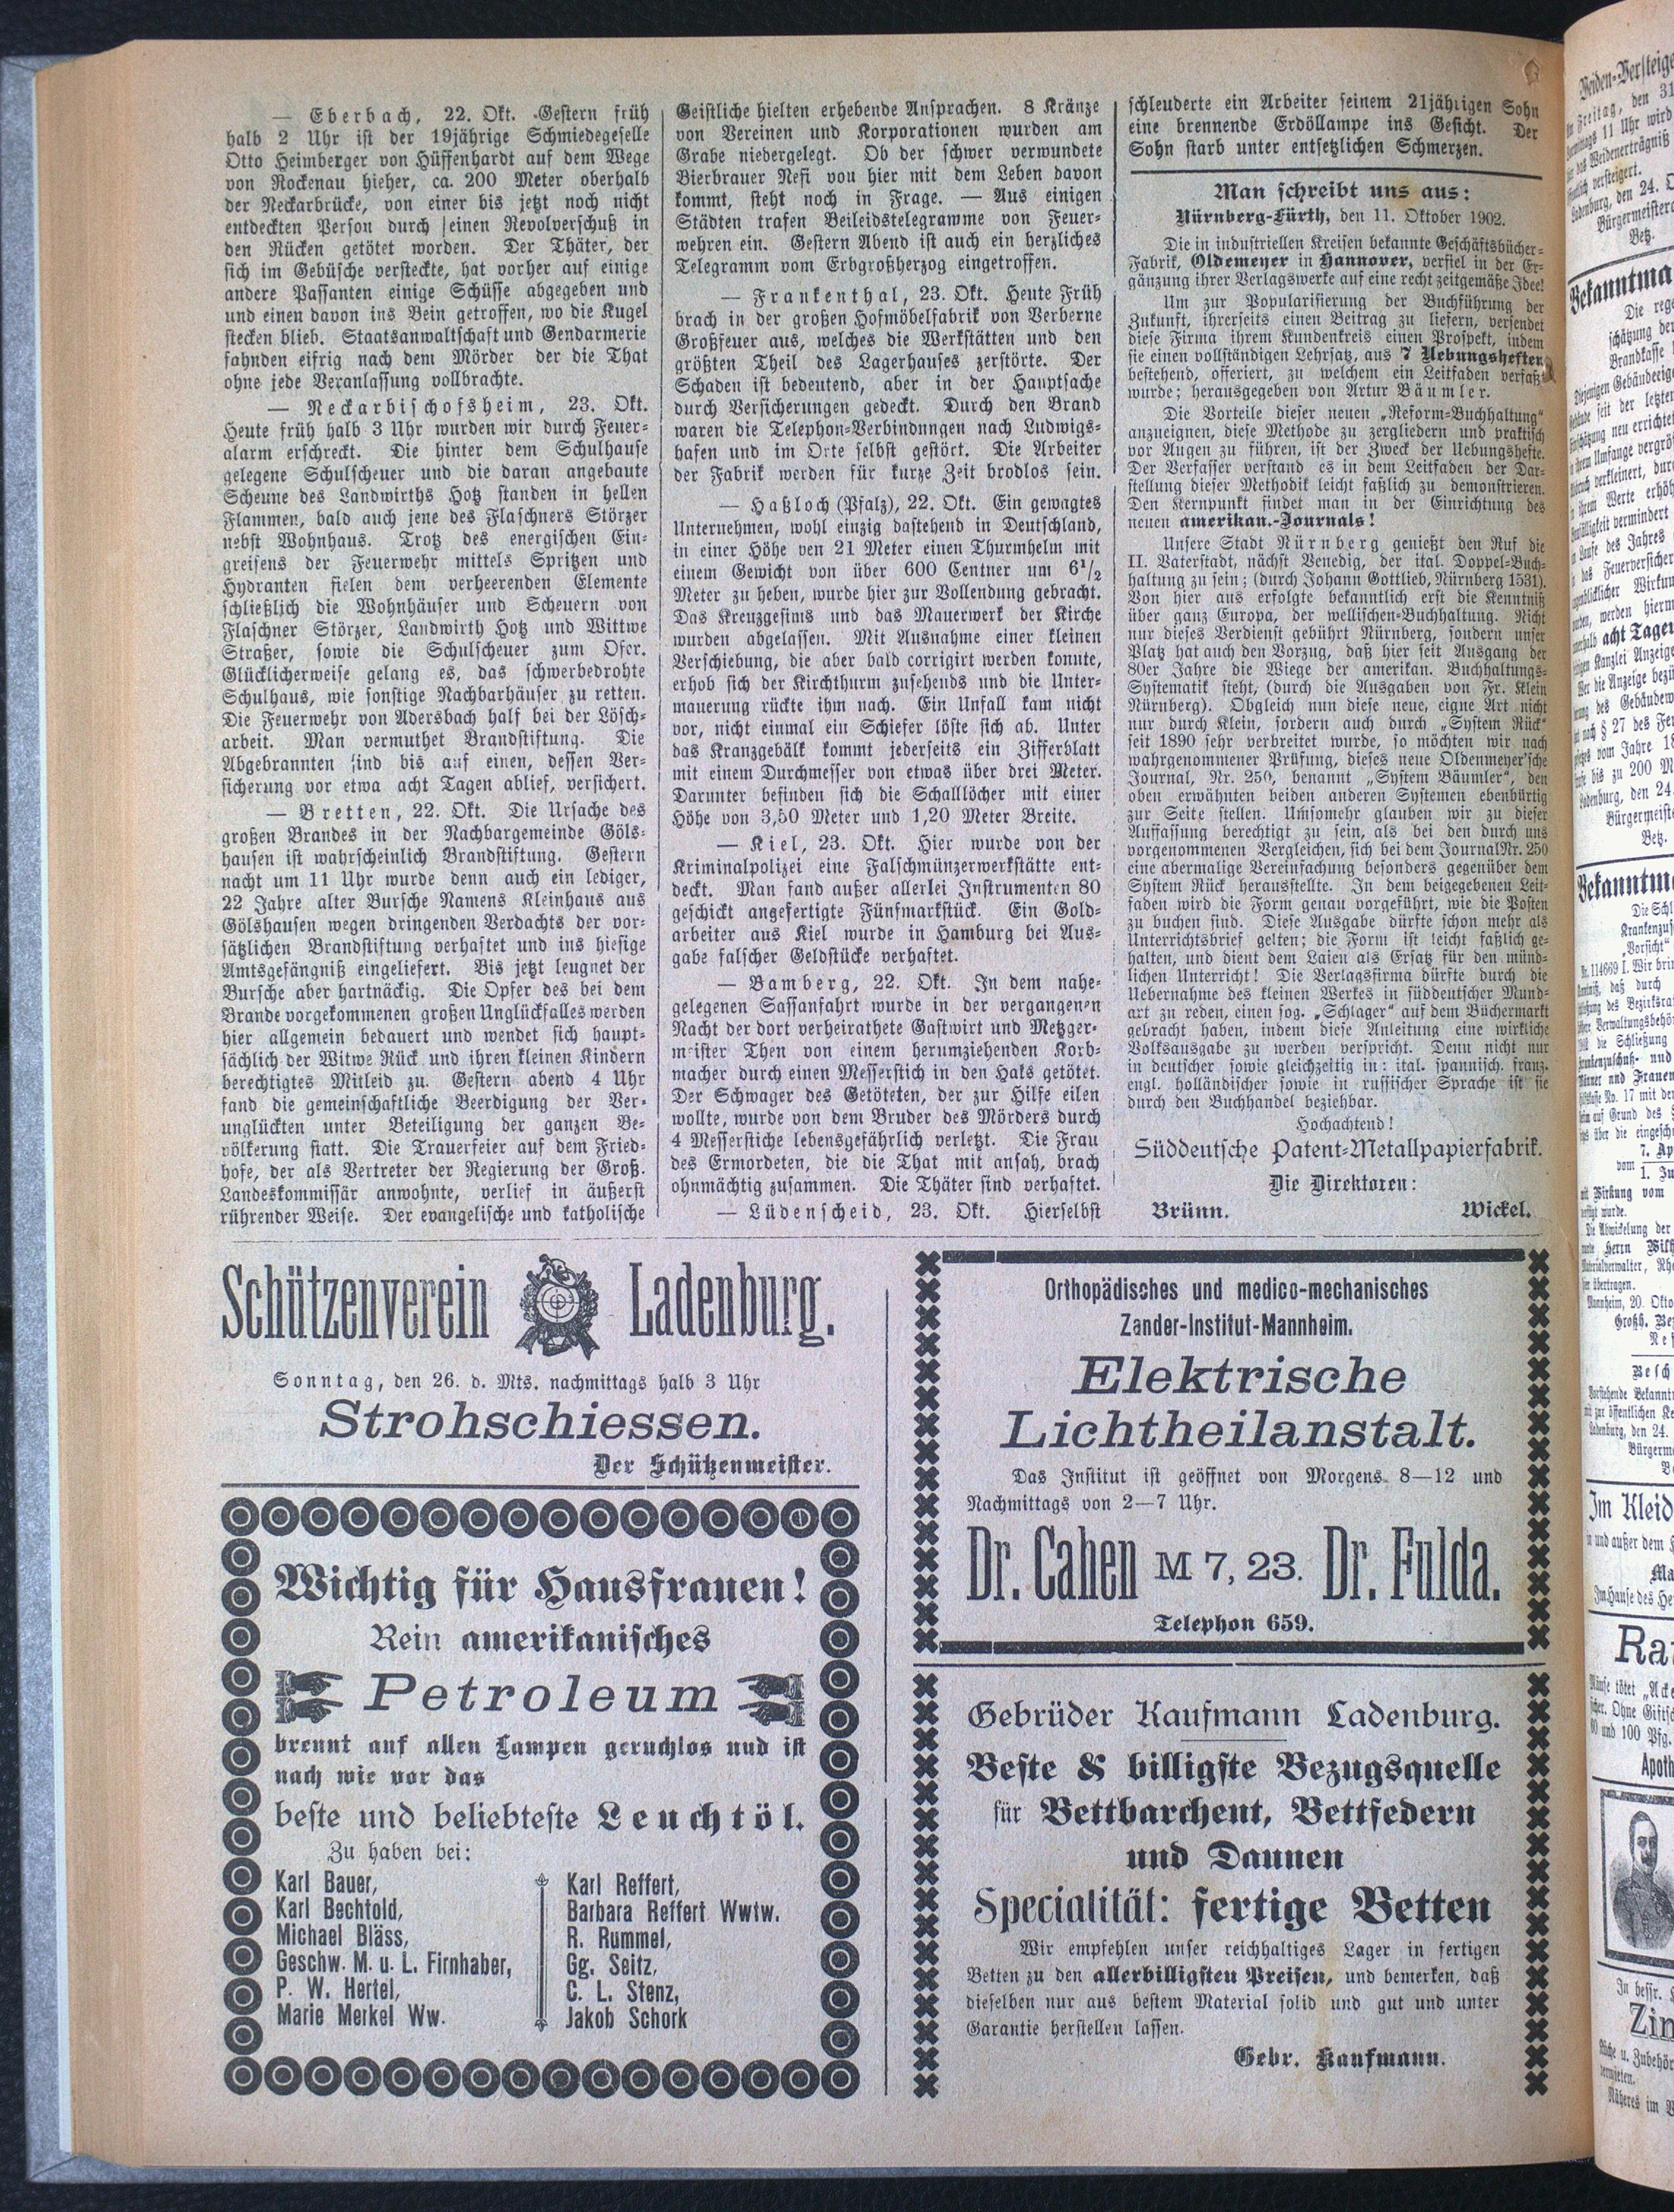 — Eberbach, 22. Okt. Gestern früh
halb 2 Uhr ist der 19jährige Schmiedegeselle
Otto Heimberger von Hüffenhardt auf dem Wege
von Rockenau hieher, ca. 200 Meter oberhalb
der Neckarbrücke, von einer bis jetzt noch nicht
entdeckten Person durch einen Revolverschuß in
den Rücken getötet worden. Der Thäter, der
sich im Gebüsche versteckte, hat vorher auf einige
andere Passanten einige Schüsse abgegeben und
und einen davon ins Bein getroffen, wo die Kugel
stecken blieb. Staatsanwaltschaft und Gendarmerie
fahnden eifrig nach dem Mörder der die That
ohne jede Veranlassung vollbrachte.
— Neckarbischofsheim, 23. Okt.
Heute früh halb 3 Uhr wurden wir durch Feuer-
alarm erschreckt. Die hinter dem Schulhause
gelegene Schulscheuer und die daran angebaute
Scheune des Landwirths Hotz standen in hellen
Flammen, bald auch jene des Flaschners Störzer
nebst Wohnhaus. Trotz des energischen Ein-
greifens der Feuerwehr mittels Spritzen und
Hydranten fielen dem verheerenden Elemente
schließlich die Wohnhäuser und Scheuern von
Flaschner Störzer, Landwirth Hotz und Wittwe
Straßer, sowie die Schulscheuer zum Ofer.
Glücklicherweise gelang es, das schwerbedrohte
Schulhaus, wie sonstige Nachbarhäuser zu retten.
Die Feuerwehr von Adersbach half bei der Lösch-
arbeit. Man vermuthet Brandstiftung. Die
Abgebrannten sind bis auf einen, dessen Ver-
sicherung vor etwa acht Tagen ablief, versichert.
— Bretten, 22. Okt. Die Ursache des
großen Brandes in der Nachbargemeinde Göls-
hausen ist wahrscheinlich Brandstiftung. Gestern
nacht um 11 Uhr wurde denn auch ein lediger,
22 Jahre alter Bursche Namens Kleinhaus aus
Gölshausen wegen dringenden Verdachts der vor-
sätzlichen Brandstiftung verhaftet und ins hiesige
Amtsgefängniß eingeliefert. Bis jetzt leugnet der
Bursche aber hartnäckig. Die Opfer des bei dem
Brande vorgekommenen großen Unglückfalles werden
hier allgemein bedauert und wendet sich haupt-
sächlich der Witwe Rück und ihren kleinen Kindern
berechtigtes Mitleid zu. Gestern abend 4 Uhr
fand die gemeinschaftliche Beerdigung der Ver-
unglückten unter Beteiligung der ganzen Be-
völkerung statt. Die Trauerfeier auf dem Fried-
hofe, der als Vertreter der Regierung der Groß.
Landeskommissär anwohnte, verlief in äußerst
rührender Weise. Der evangelische und katholische
Geistliche hielten erhebende Ansprachen. 8 Kränze
von Vereinen und Korporationen wurden am
Grabe niedergelegt. Ob der schwer verwundete
Bierbrauer Nesi von hier mit dem Leben davon
kommt, steht noch in Frage. — Aus einigen
Städten trafen Beileidstelegramme von Feuer-
wehren ein. Gestern Abend ist auch ein herzliches
Telegramm vom Erbgroßherzog eingetroffen.
— Frankenthal, 23. Okt. Heute Früh
brach in der großen Hofmöbelfabrik von Verberne
Großfeuer aus, welches die Werkstätten und den
größten Theil des Lagerhauses zerstörte. Der
Schaden ist bedeutend, aber in der Hauptsache
durch Versicherungen gedeckt. Durch den Brand
waren die Telephon-Verbindungen nach Ludwigs-
hafen und im Orte selbst gestört. Die Arbeiter
der Fabrik werden für kurze Zeit brodlos sein.
— Haßloch (Pfalz), 22. Okt. Ein gewagtes
Unternehmen, wohl einzig dastehend in Deutschland,
in einer Höhe von 21 Meter einen Thurmhelm mit
einem Gewicht von über 600 Centner um 6½
Meter zu heben, wurde hier zur Vollendung gebracht.
Das Kreuzgesims und das Mauerwerk der Kirche
wurden abgelassen. Mit Ausnahme einer kleinen
Verschiebung, die aber bald corrigirt werden konnte,
erhob sich der Kirchthurm zusehends und die Unter-
mauerung rückte ihm nach. Ein Unfall kam nicht
vor, nicht einmal ein Schiefer löste sich ab. Unter
das Kranzgebälk kommt jederseits ein Zifferblatt
mit einem Durchmesser von etwas über drei Meter.
Darunter befinden sich die Schalllöcher mit einer
Höhe von 3,50 Meter und 1,20 Meter Breite.
— Kiel, 23. Okt. Hier wurde von der
Kriminalpolizei eine Falschmünzerwerkstätte ent-
deckt. Man fand außer allerlei Instrumenten 80
geschickt angefertigte Fünfmarkstück. Ein Gold-
arbeiter aus Kiel wurde in Hamburg bei Aus-
gabe falscher Geldstücke verhaftet.
— Bamberg, 22. Okt. In dem nahe-
gelegenen Sassanfahrt wurde in der vergangenen
Nacht der dort verheirathete Gastwirt und Metzger-
meister Then von einem herumziehenden Korb-
macher durch einen Messerstich in den Hals getötet.
Der Schwager des Getöteten, der zur Hilfe eilen
wollte, wurde von dem Bruder des Mörders durch
4 Messerstiche lebensgefährlich verletzt. Die Frau
des Ermordeten, die die That mit ansah, brach
ohnmächtig zusammen. Die Thäter sind verhaftet.
— Lüdenscheid, 23. Okt. Hierselbst
schleuderte ein Arbeiter seinem 21jährigen Sohn
eine brennende Erdöllampe ins Gesicht. Der
Sohn starb unter entsetzlichen Schmerzen.
Man schreibt uns aus:
Nürnberg-Fürth, den 11. Oktober 1902.
Die in industriellen Kreisen bekannte Geschäftsbücher-
Fabrik, Oldemeyer in Hannover, verfiel in der Er-
gänzung ihrer Verlagswerke auf eine recht zeitgemäße Idee!
Um zur Popularisierung der Buchführung der
Zukunft, ihrerseits einen Beitrag zu liefern, versendet
diese Firma ihrem Kundenkreis einen Prospekt, indem
sie einen vollständigen Lehrsatz, aus 7 Uebungsheften
bestehend, offeriert, zu welchem ein Leitfaden verfaßt
wurde; herausgegeben von Artur Bäumler.
Die Vorteile dieser neuen „Reform-Buchhaltung“
anzueignen, diese Methode zu zergliedern und praktisch
vor Augen zu führen, ist der Zweck der Uebungshefte.
Der Verfasser verstand es in dem Leitfaden der Dar-
stellung dieser Methodik leicht faßlich zu demonstrieren.
Den Kernpunkt findet man in der Einrichtung des
neuen amerikan.-Journals!
Unsere Stadt Nürnberg genießt den Ruf die
II. Vaterstadt, nächst Venedig, der ital. Doppel-Buch-
haltung zu sein; (durch Johann Gottlieb, Nürnberg 1531).
Von hier aus erfolgte bekanntlich erst die Kenntniß
über ganz Europa, der wellischen-Buchhaltung. Nicht
nur dieses Verdienst gebührt Nürnberg, sondern unser
Platz hat auch den Vorzug, daß hier seit Ausgang der
80er Jahre die Wiege der amerikan. Buchhaltungs-
Systematik steht, (durch die Ausgaben von Fr. Klein
Nürnberg). Obgleich nun diese neue, eigne Art nicht
nur durch Klein, sordern auch durch „System Rück“
seit 1890 sehr verbreitet wurde, so möchten wir nach
wahrgenommener Prüfung, dieses neue Oldenmeyer'sche
Journal, Nr. 250, benannt „System Bäumler“, den
oben erwähnten beiden anderen Systemen ebenbürtig
zur Seite stellen. Umsomehr glauben wir zu dieser
Auffassung berechtigt zu sein, als bei den durch uns
vorgenommenen Vergleichen, sich bei dem Journal Nr. 250
eine abermalige Vereinfachung besonders gegenüber dem
System Rück herausstellte. In dem beigegebenen Leit-
faden wird die Form genau vorgeführt, wie die Posten
zu buchen sind. Diese Ausgabe dürfte schon mehr als
Unterrichtsbrief gelten; die Form ist leicht faßlich ge-
halten, und dient dem Laien als Ersatz für den münd-
lichen Unterricht! Die Verlagsfirma dürfte durch die
Uebernahme des kleinen Werkes in süddeutscher Mund-
art zu reden, einen sog. „Schlager“ auf dem Büchermarkt
gebracht haben, indem diese Anleitung eine wirkliche
Volksausgabe zu werden verspricht. Denn nicht nur
in deutscher sowie gleichzeitig in: ital. spannisch. franz.
engl. holländischer sowie in russischer Sprache ist sie
durch den Buchhandel beziehbar.
Hochachtend!
Süddeutsche Patent-Metallpapierfabrik.
Die Direktoren:
Brünn. Wickel.
Schützenverein Ladenburg.
Sonntag, den 26. d. Mts. nachmittags halb 3 Uhr
Strohschiessen.
Der Schützenmeister.
Wichtig für Hausfrauen!
Rein amerikanisches
Petroleum
brennt auf allen Lampen geruchlos und ist
nach wie vor das
beste und beliebteste Leuchtöl.
Zu haben bei:
Karl Bauer,
Karl Bechtold,
Michael Bläss,
Geschw. M. u. L. Firnhaber,
P. W. Hertel,
Marie Merkel Ww.
Karl Reffert,
Barbara Reffert Wwtw.
R. Rummel,
Gg. Seitz,
C. L. Stenz,
Jakob Schork
Orthopädisches und medico-mechanisches
Zander-Institut-Mannheim.
Elektrische
Lichtheilanstalt.
Das Institut ist geöffnet von Morgens 8—12 und
Nachmittags von 2—7 Uhr.
Dr. Cahen M 7, 23. Dr. Fulda.
Telephon 659.
Gebrüder Kaufmann Ladenburg.
Beste & billigste Bezugsquelle
für Bettbarchent, Bettfedern
und Daunen
Specialität: fertige Betten
Wir empfehlen unser reichhaltiges Lager in fertigen
Betten zu den allerbilligsten Preisen, und bemerken, daß
dieselben nur aus bestem Material solid und gut und unter
Garantie herstellen lassen.
Gebr. Kaufmann.